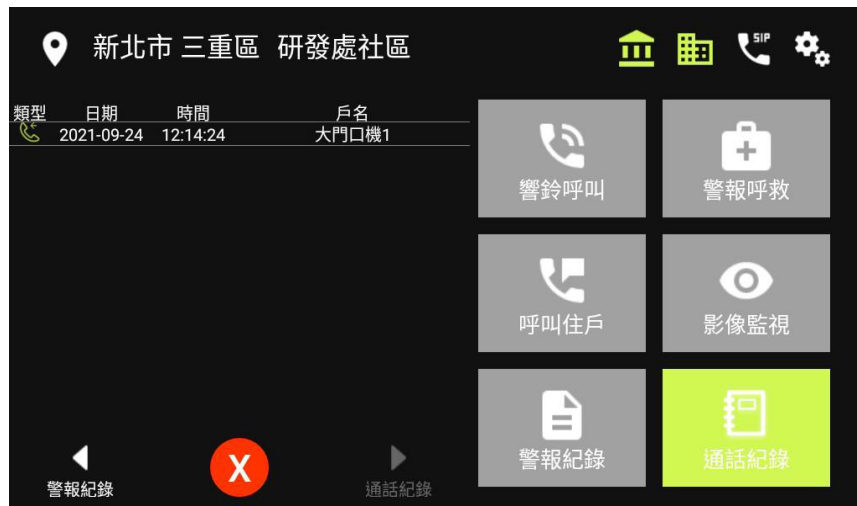 新北市 三重區 研發處社區
SIP
類型 日期 時間 戶名
2021-09-24 12:14:24 大門口機1
響鈴呼叫 警報呼救
呼叫住戶 影像監視
警報紀錄 通話紀錄
X
警報紀錄 通話紀錄